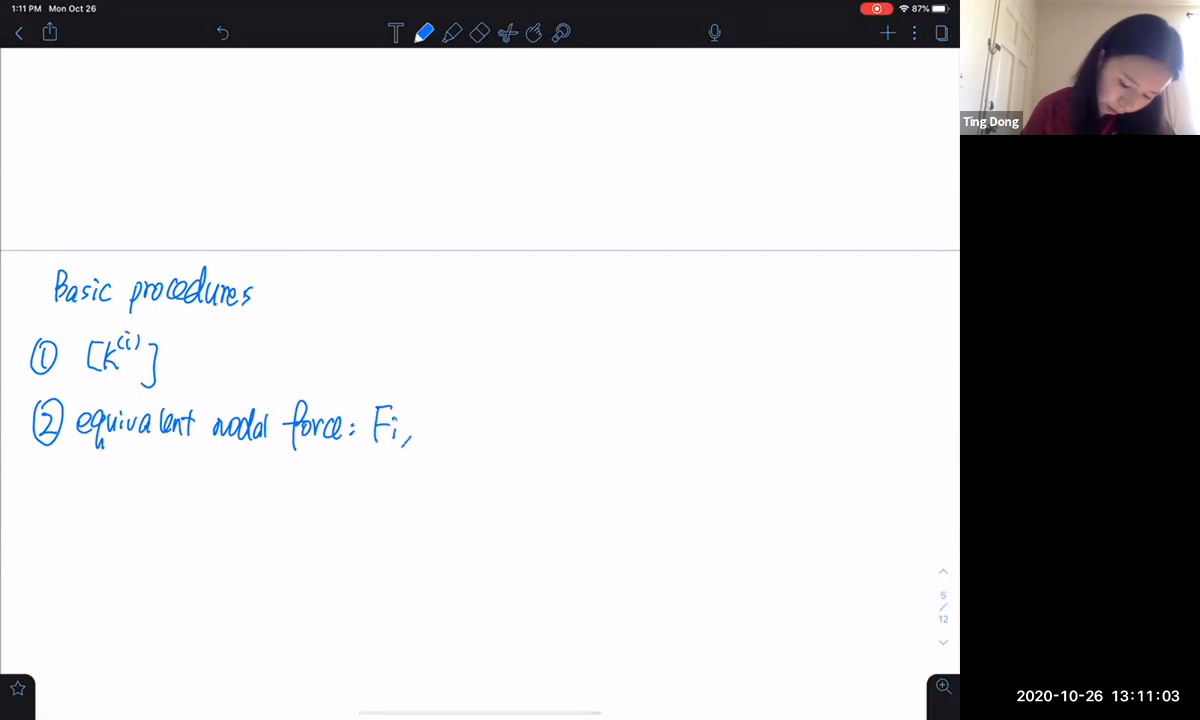 1:11 PM Mon Oct 26
87%
T
Ting Dong
Basic procedures
① [K⁽ⁱ⁾]
② equivalent nodal force: Fi,
5
/
12
2020-10-26 13:11:03